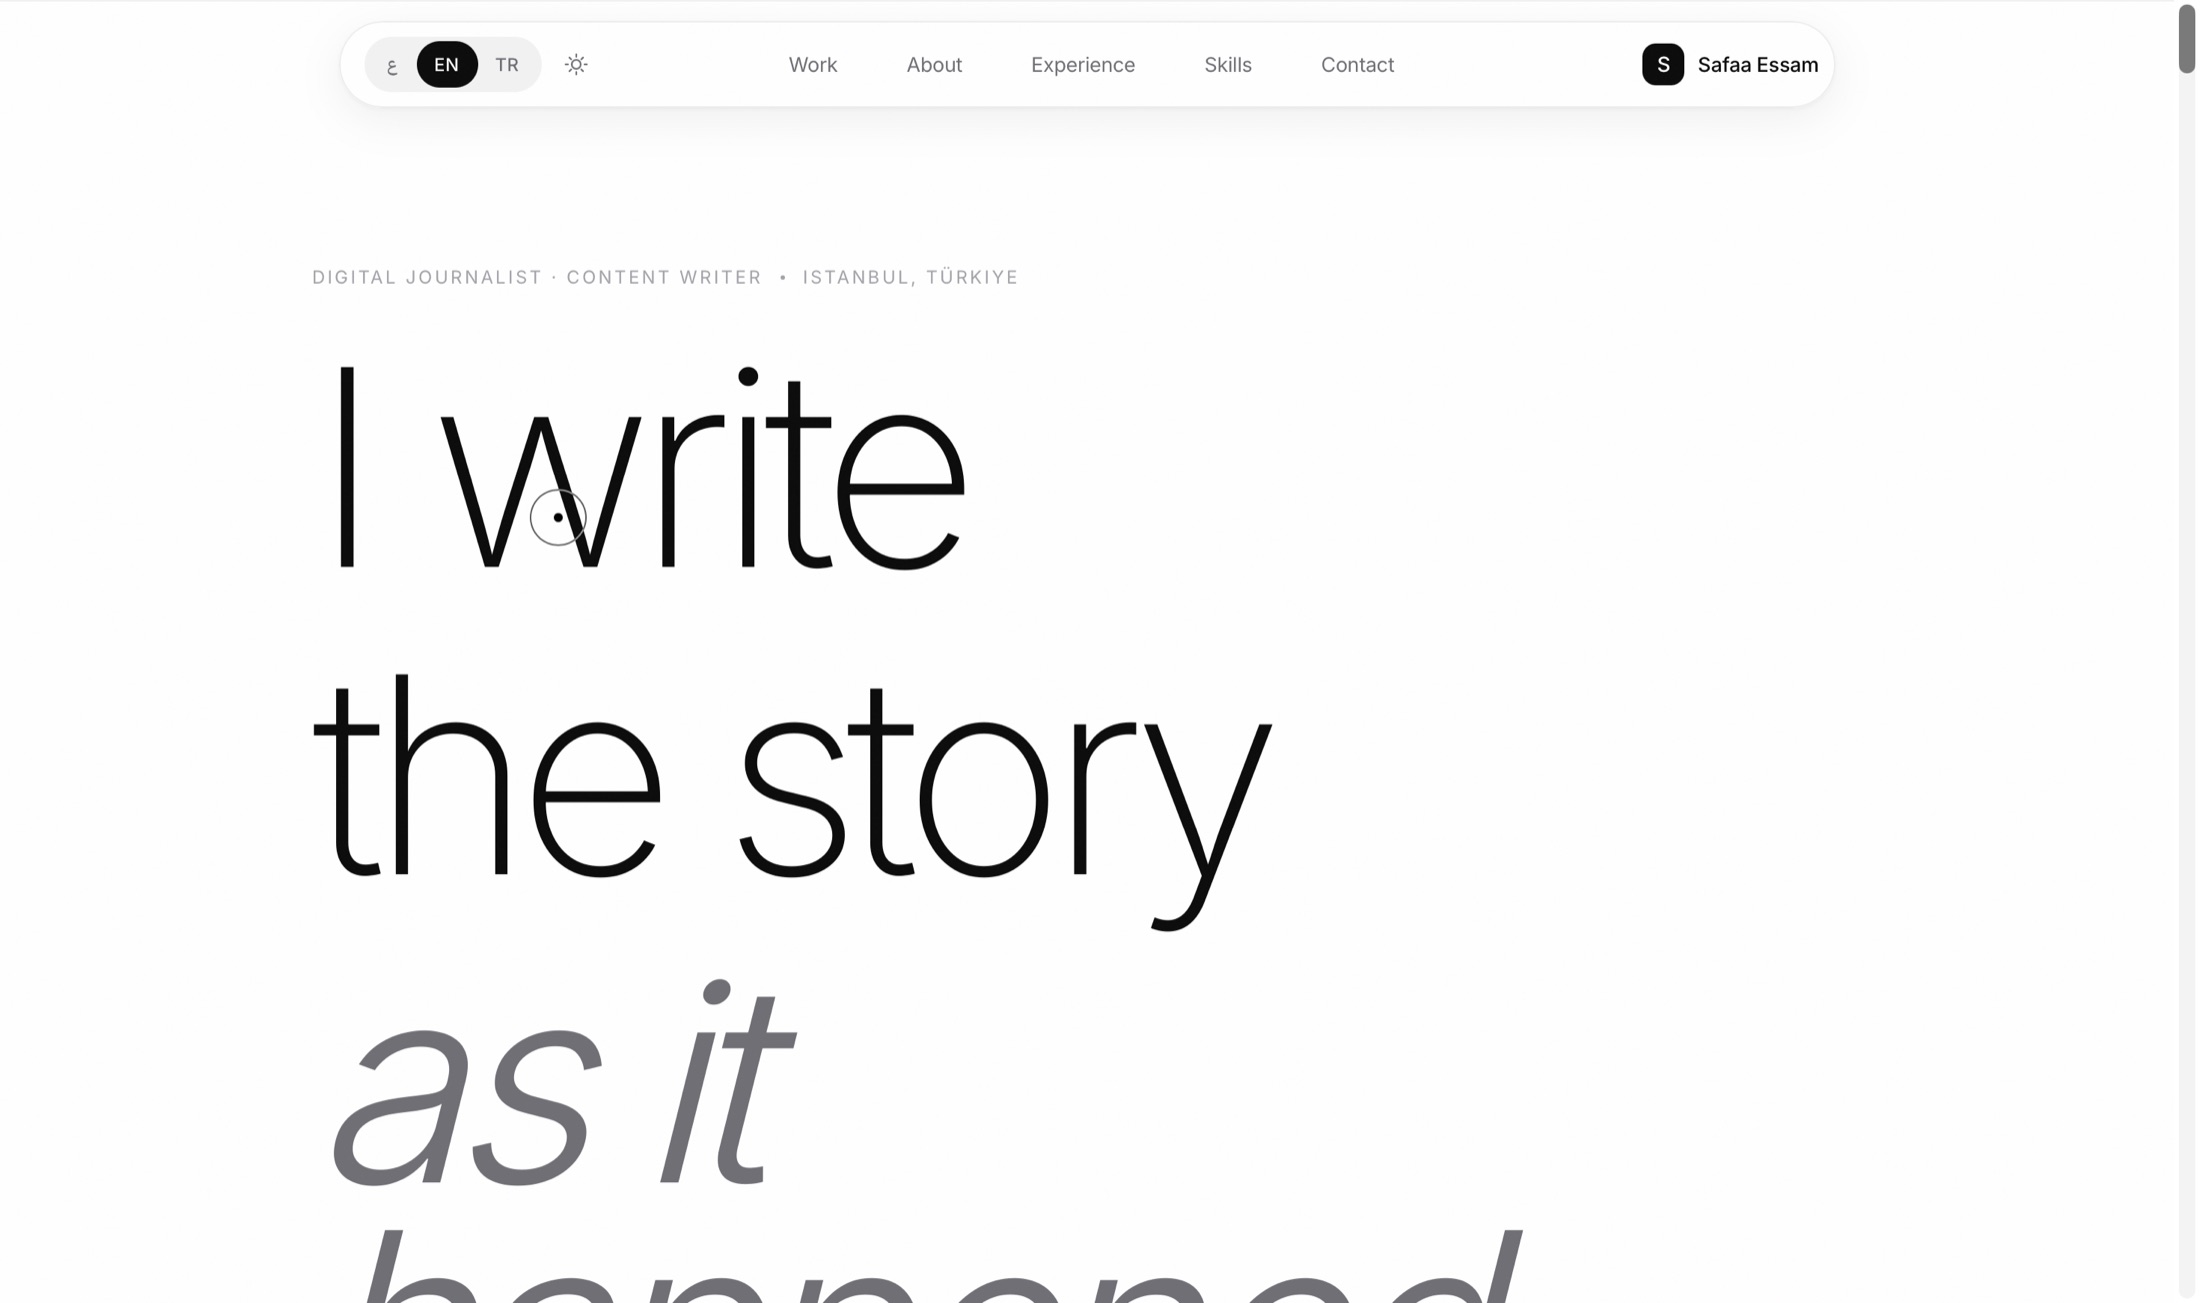 ع EN TR Work About Experience Skills Contact S Safaa Essam
DIGITAL JOURNALIST · CONTENT WRITER • ISTANBUL, TÜRKIYE
I write
the story
as it
happened